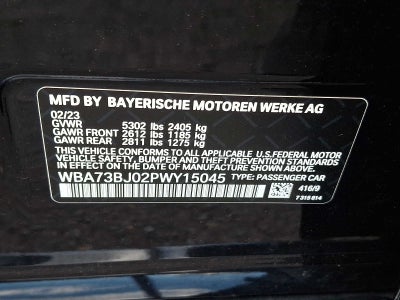 MFD BY BAYERISCHE MOTOREN WERKE AG
02/23
GVWR 5302 lbs 2405 kg
GAWR FRONT 2612 lbs 1185 kg
GAWR REAR 2811 lbs 1275 kg
THIS VEHICLE CONFORMS TO ALL APPLICABLE U.S.FEDERAL MOTOR
VEHICLE SAFETY, BUMPER AND THEFT PREVENTION STANDARDS IN
EFFECT ON THE DATE OF MANUFACTURE SHOWN ABOVE.
WBA73BJ02PWY15045 TYPE: PASSENGER CAR
416/9
7 316 814